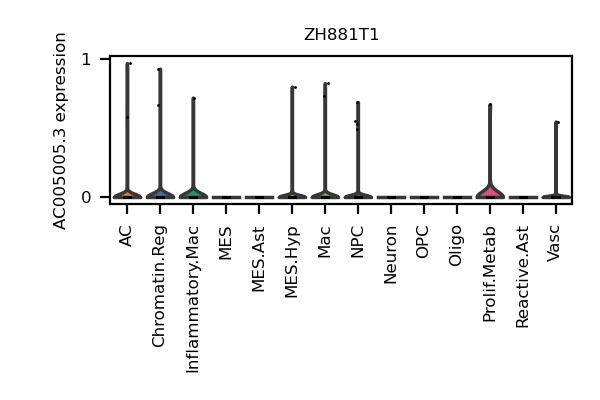 ZH881T1
AC005005.3 expression
1
0
AC
Chromatin.Reg
Inflammatory.Mac
MES
MES.Ast
MES.Hyp
Mac
NPC
Neuron
OPC
Oligo
Prolif.Metab
Reactive.Ast
Vasc